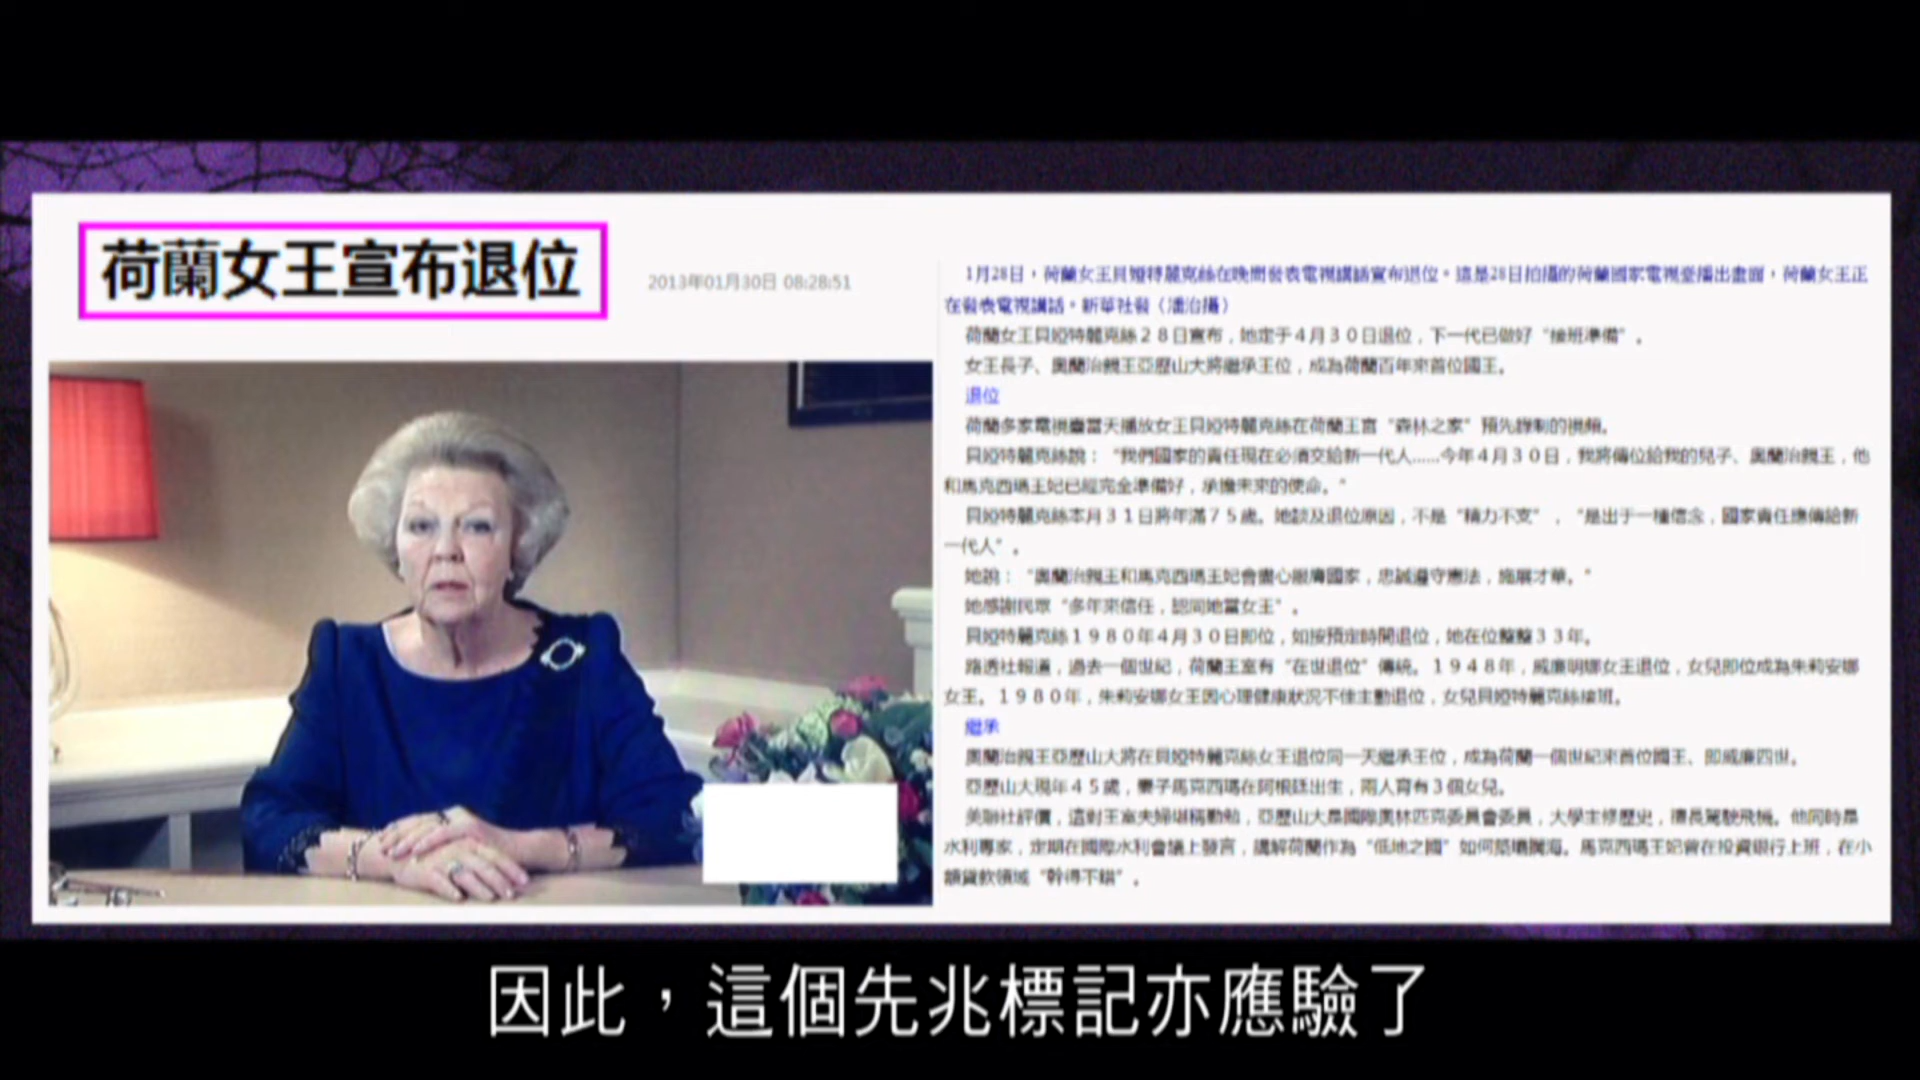 荷蘭女王宣布退位
2013年01月30日 08:28:51
1月28日，荷蘭女王貝婭特麗克絲在晚間發表電視講話宣布退位。這是28日拍攝的荷蘭國家電視臺播出畫面，荷蘭女王正
在發表電視講話。新華社發（潘治攝）
荷蘭女王貝婭特麗克絲２８日宣布，她定于４月３０日退位，下一代已做好“接班準備”。
女王長子、奧蘭治親王亞歷山大將繼承王位，成為荷蘭百年來首位國王。
退位
荷蘭多家電視臺當天播放女王貝婭特麗克絲在荷蘭王宮“森林之家”預先錄制的視頻。
貝婭特麗克絲說：“我們國家的責任現在必須交給新一代人……今年４月３０日，我將傳位給我的兒子、奧蘭治親王，他
和馬克西瑪王妃已經完全準備好，承擔未來的使命。”
貝婭特麗克絲本月３１日將年滿７５歲。她談及退位原因，不是“精力不支”，“是出于一種信念，國家責任應傳給新
一代人”。
她說：“奧蘭治親王和馬克西瑪王妃會盡心服膺國家，忠誠遵守憲法，施展才華。”
她感謝民眾“多年來信任，認同她當女王”。
貝婭特麗克絲１９８０年４月３０日即位，如按預定時間退位，她在位整整３３年。
路透社報道，過去一個世紀，荷蘭王室有“在世退位”傳統。１９４８年，威廉明娜女王退位，女兒即位成為朱莉安娜
女王。１９８０年，朱莉安娜女王因心理健康狀況不佳主動退位，女兒貝婭特麗克絲接班。
繼承
奧蘭治親王亞歷山大將在貝婭特麗克絲女王退位同一天繼承王位，成為荷蘭一個世紀來首位國王、即威廉四世。
亞歷山大現年４５歲，妻子馬克西瑪在阿根廷出生，兩人育有３個女兒。
美聯社評價，這對王室夫婦堪稱勤勉，亞歷山大是國際奧林匹克委員會委員，大學主修歷史，擅長駕駛飛機。他同時是
水利專家，定期在國際水利會議上發言，講解荷蘭作為“低地之國”如何築壩攔海。馬克西瑪王妃曾在投資銀行上班，在小
額貸款領域“幹得不錯”。
因此，這個先兆標記亦應驗了